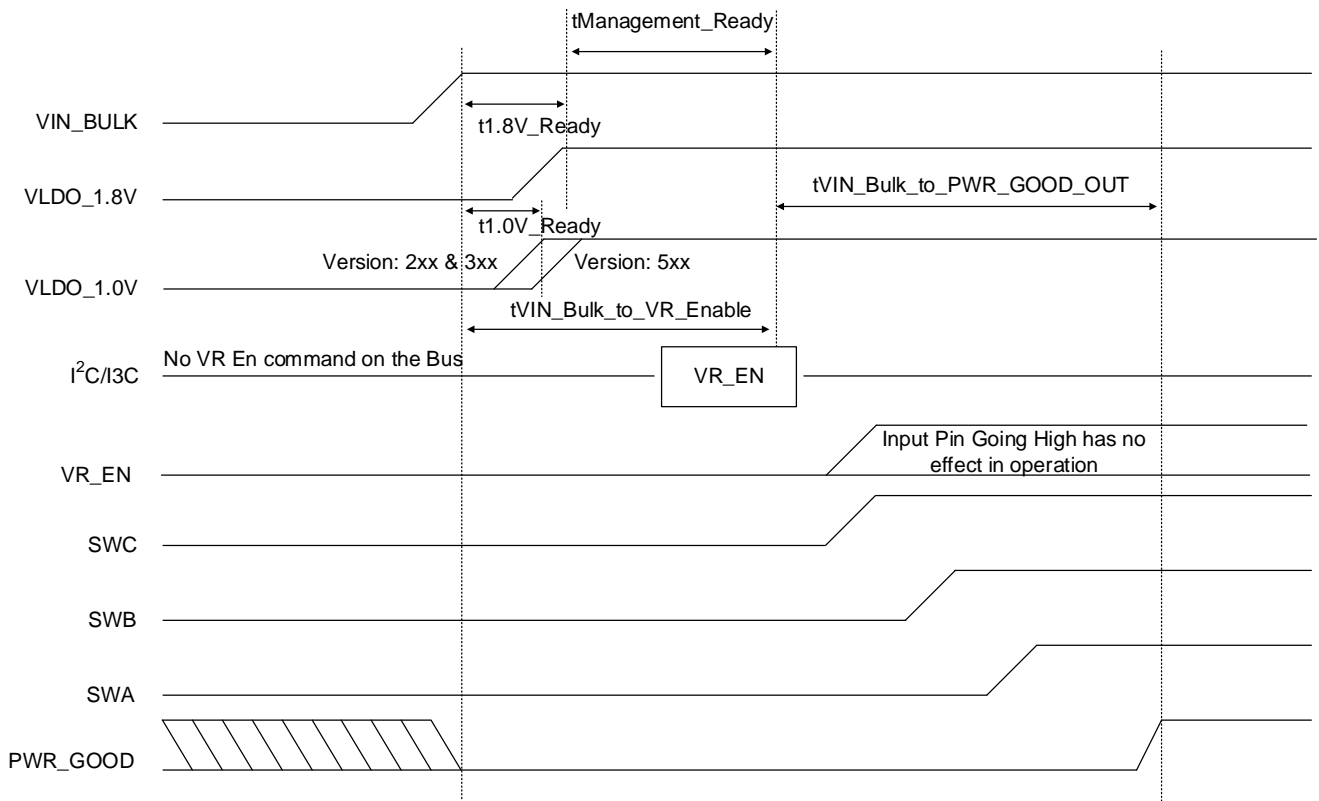 tManagement_Ready
VIN_BULK
t1.8V_Ready
VLDO_1.8V
tVIN_Bulk_to_PWR_GOOD_OUT
t1.0V_Ready
Version: 2xx & 3xx
Version: 5xx
VLDO_1.0V
tVIN_Bulk_to_VR_Enable
No VR En command on the Bus
I²C/I3C
VR_EN
Input Pin Going High has no
effect in operation
VR_EN
SWC
SWB
SWA
PWR_GOOD